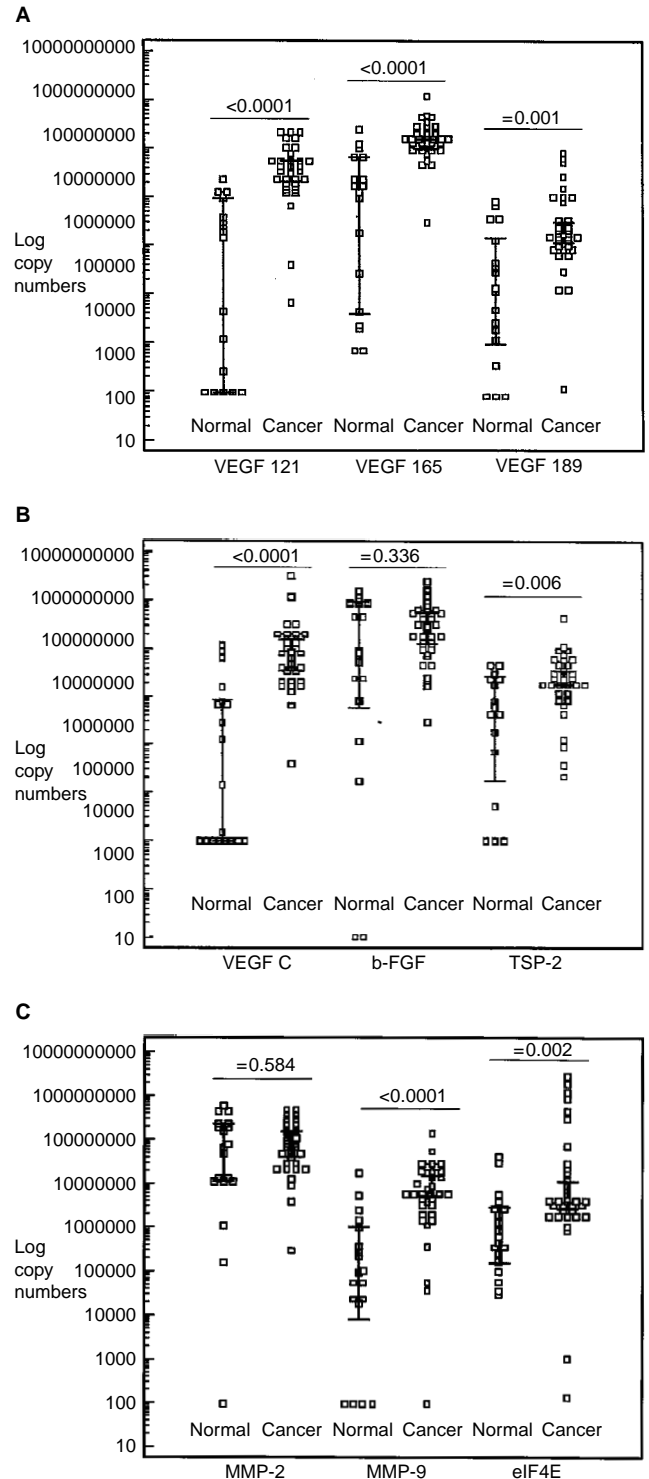 A
10000000000
<0.0001
1000000000
<0.0001
=0.001
100000000
10000000
1000000
Log
copy
numbers
100000
10000
1000
100
10
Normal Cancer Normal Cancer Normal Cancer
VEGF 121 VEGF 165 VEGF 189
B
10000000000
<0.0001 =0.336
1000000000
=0.006
100000000
10000000
1000000
Log
copy
numbers
100000
10000
1000
100
10
Normal Cancer Normal Cancer Normal Cancer
VEGF C b-FGF TSP-2
C
10000000000
=0.584
=0.002
1000000000
<0.0001
100000000
10000000
1000000
Log
copy
numbers
100000
10000
1000
100
10
Normal Cancer Normal Cancer Normal Cancer
MMP-2 MMP-9 eIF4E